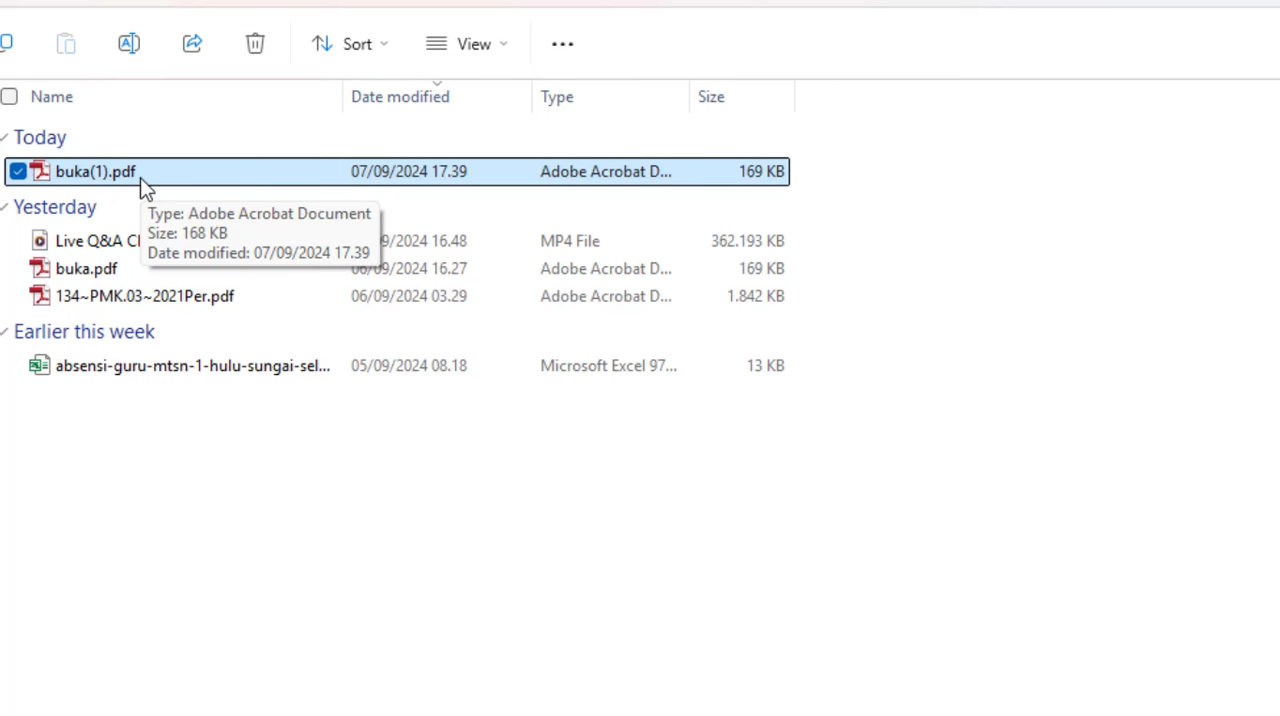 Sort View
Name Date modified Type Size
Today
buka(1).pdf 07/09/2024 17.39 Adobe Acrobat D... 169 KB
Yesterday
Type: Adobe Acrobat Document
Size: 168 KB
Date modified: 07/09/2024 17.39
Live Q&A C 09/2024 16.48 MP4 File 362.193 KB
buka.pdf 06/09/2024 16.27 Adobe Acrobat D... 169 KB
134~PMK.03~2021Per.pdf 06/09/2024 03.29 Adobe Acrobat D... 1.842 KB
Earlier this week
absensi-guru-mtsn-1-hulu-sungai-sel... 05/09/2024 08.18 Microsoft Excel 97... 13 KB